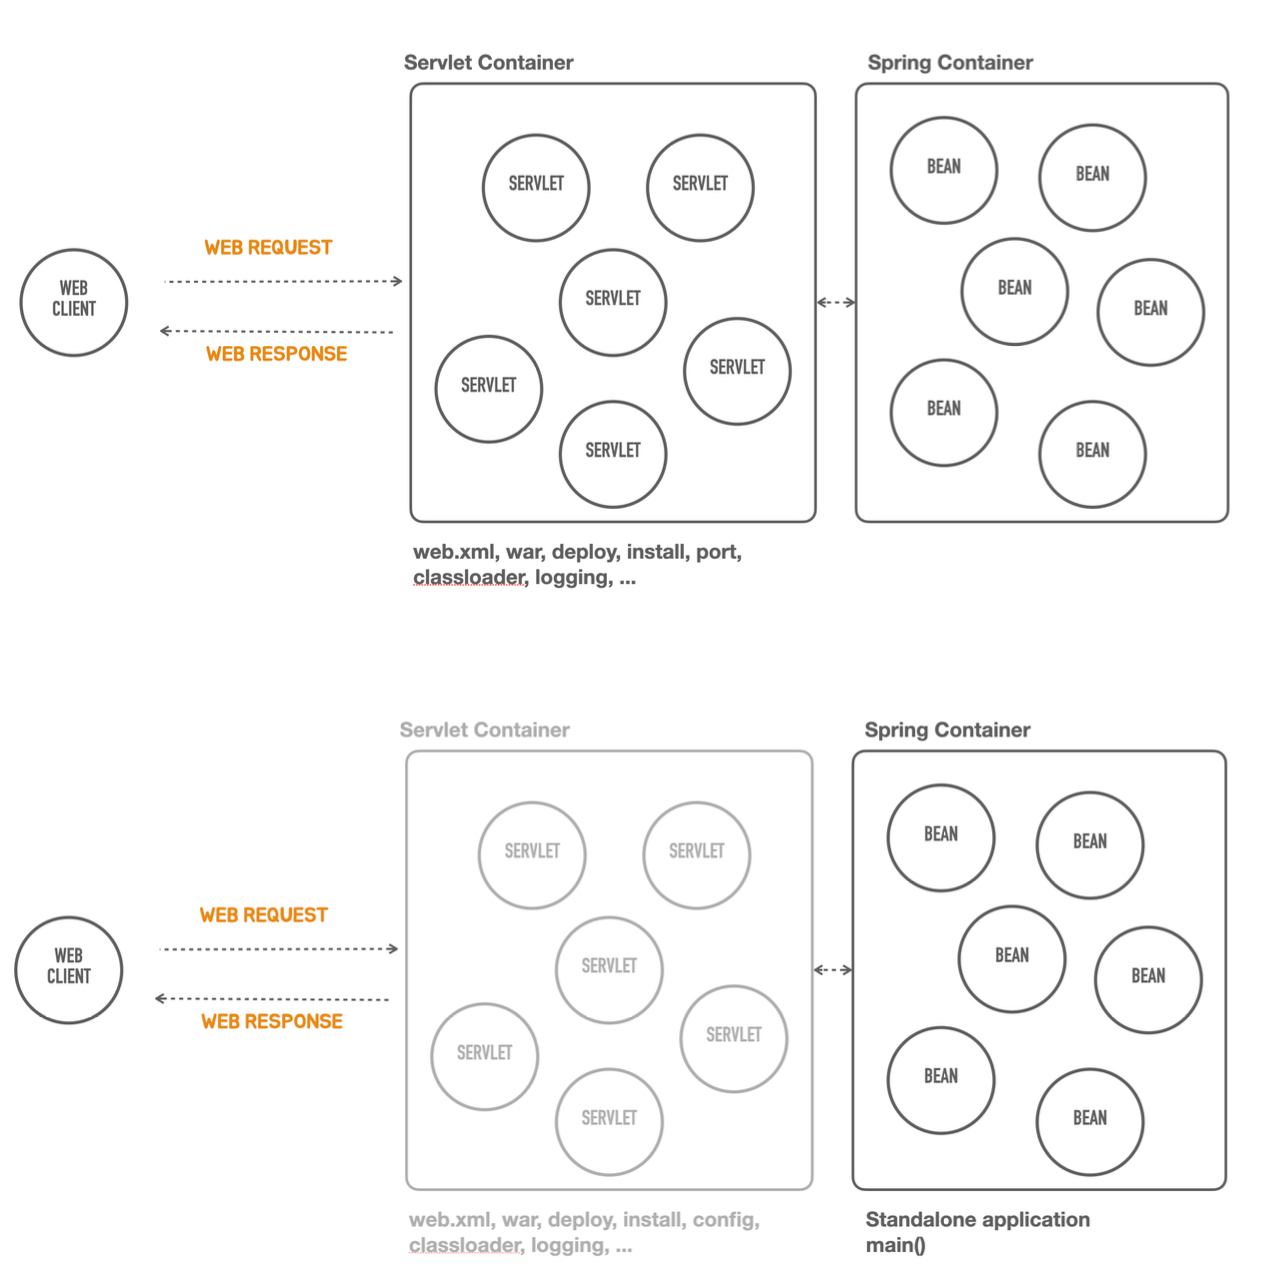 Servlet Container
Spring Container
SERVLET
SERVLET
BEAN
BEAN
WEB REQUEST
WEB
CLIENT
SERVLET
BEAN
BEAN
WEB RESPONSE
SERVLET
SERVLET
BEAN
SERVLET
BEAN
web.xml, war, deploy, install, port,
classloader, logging, ...
Servlet Container
Spring Container
SERVLET
SERVLET
BEAN
BEAN
WEB REQUEST
WEB
CLIENT
SERVLET
BEAN
BEAN
WEB RESPONSE
SERVLET
SERVLET
BEAN
SERVLET
BEAN
web.xml, war, deploy, install, config,
classloader, logging, ...
Standalone application
main()